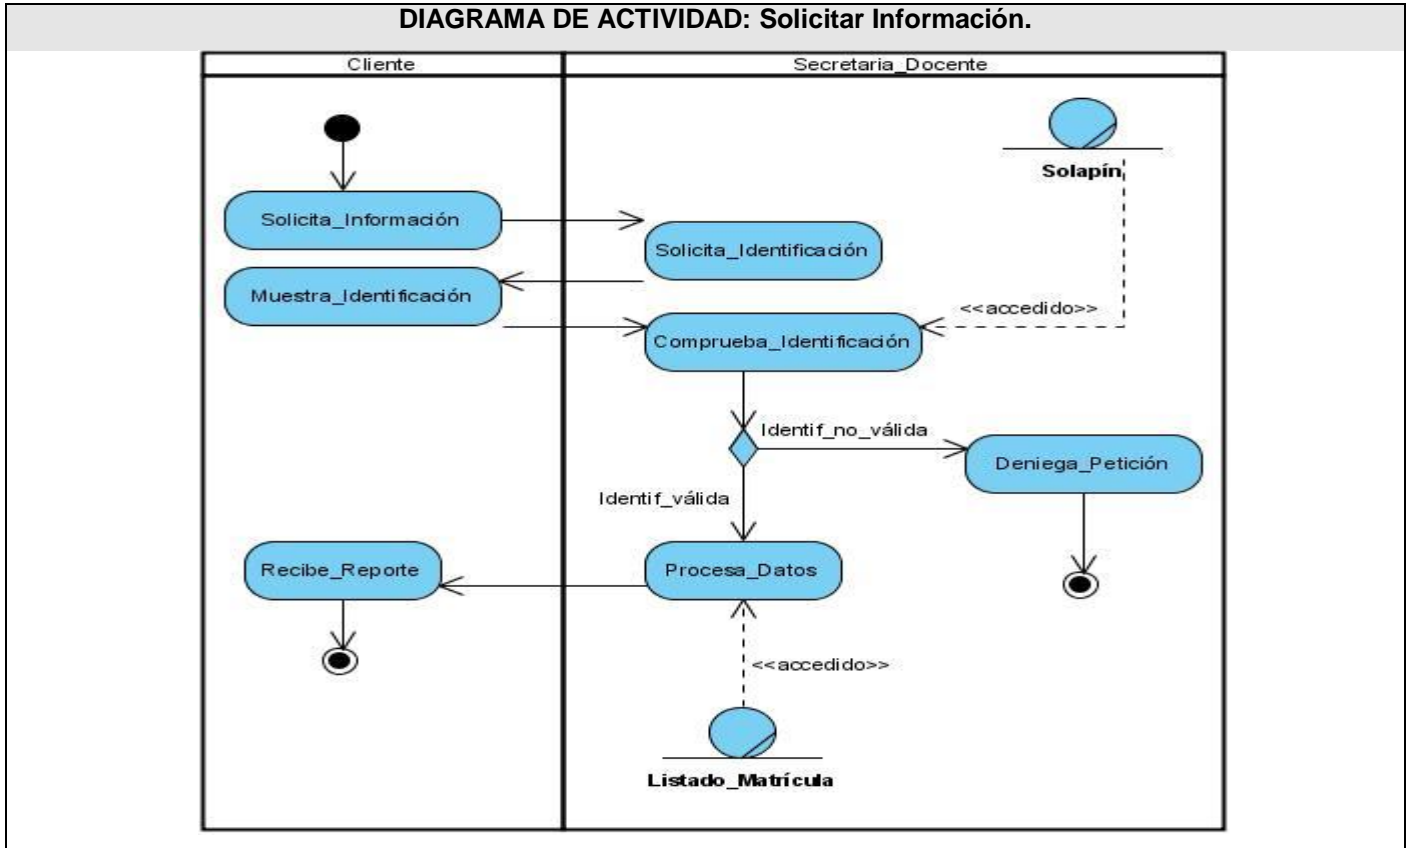 DIAGRAMA DE ACTIVIDAD: Solicitar Información.
Cliente
Secretaria_Docente
Solapín
Solicita_Información
Solicita_Identificación
Muestra_Identificación
<<accedido>>
Comprueba_Identificación
Identif_no_válida
Deniega_Petición
Identif_válida
Recibe_Reporte
Procesa_Datos
<<accedido>>
Listado_Matrícula